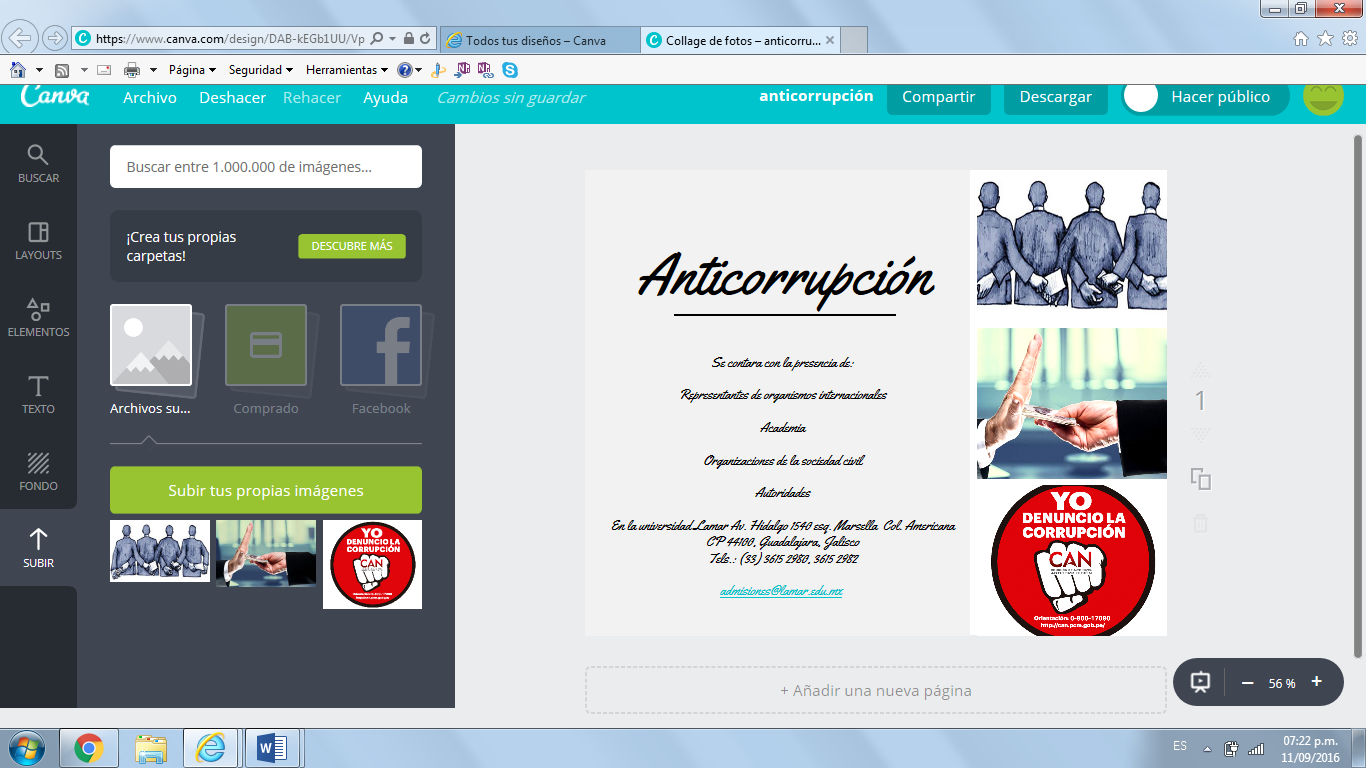 https://www.canva.com/design/DAB-kEGb1UU/Vp
Todos tus diseños – Canva
Collage de fotos – anticorru...
Página
Seguridad
Herramientas
Canva
Archivo
Deshacer
Rehacer
Ayuda
Cambios sin guardar
anticorrupción
Compartir
Descargar
Hacer público
BUSCAR
LAYOUTS
ELEMENTOS
TEXTO
FONDO
SUBIR
Buscar entre 1.000.000 de imágenes...
¡Crea tus propias
carpetas!
DESCUBRE MÁS
Archivos su...
Comprado
Facebook
Subir tus propias imágenes
YO
DENUNCIO LA
CORRUPCIÓN
CAN
Anticorrupción
Se contara con la presencia de:
Representantes de organismos internacionales
Academia
Organizaciones de la sociedad civil
Autoridades
En la universidad Lamar Av. Hidalgo 1540 esq. Marsella Col. Americana
CP 44100, Guadalajara, Jalisco
Tels.: (33) 3615 2980, 3615 2982
admisiones@lamar.edu.mx
YO
DENUNCIO LA
CORRUPCIÓN
CAN
Orientación: 0-800-17090
http://can.pcm.gob.pe/
1
+ Añadir una nueva página
56 %
ES
07:22 p.m.
11/09/2016